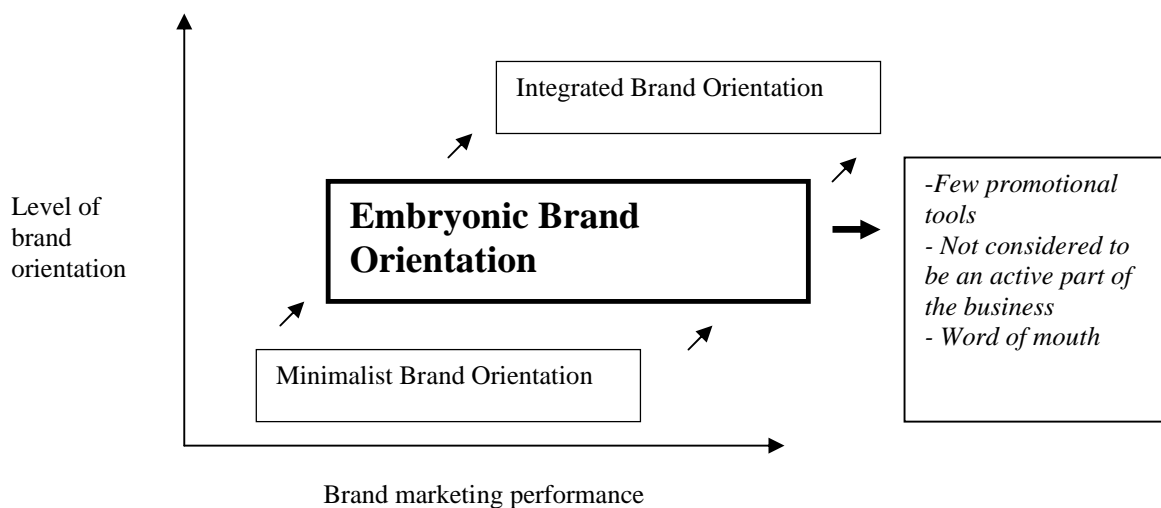 Integrated Brand Orientation
Level of
brand
orientation
Embryonic Brand
Orientation
-Few promotional
tools
- Not considered to
be an active part of
the business
- Word of mouth
Minimalist Brand Orientation
Brand marketing performance